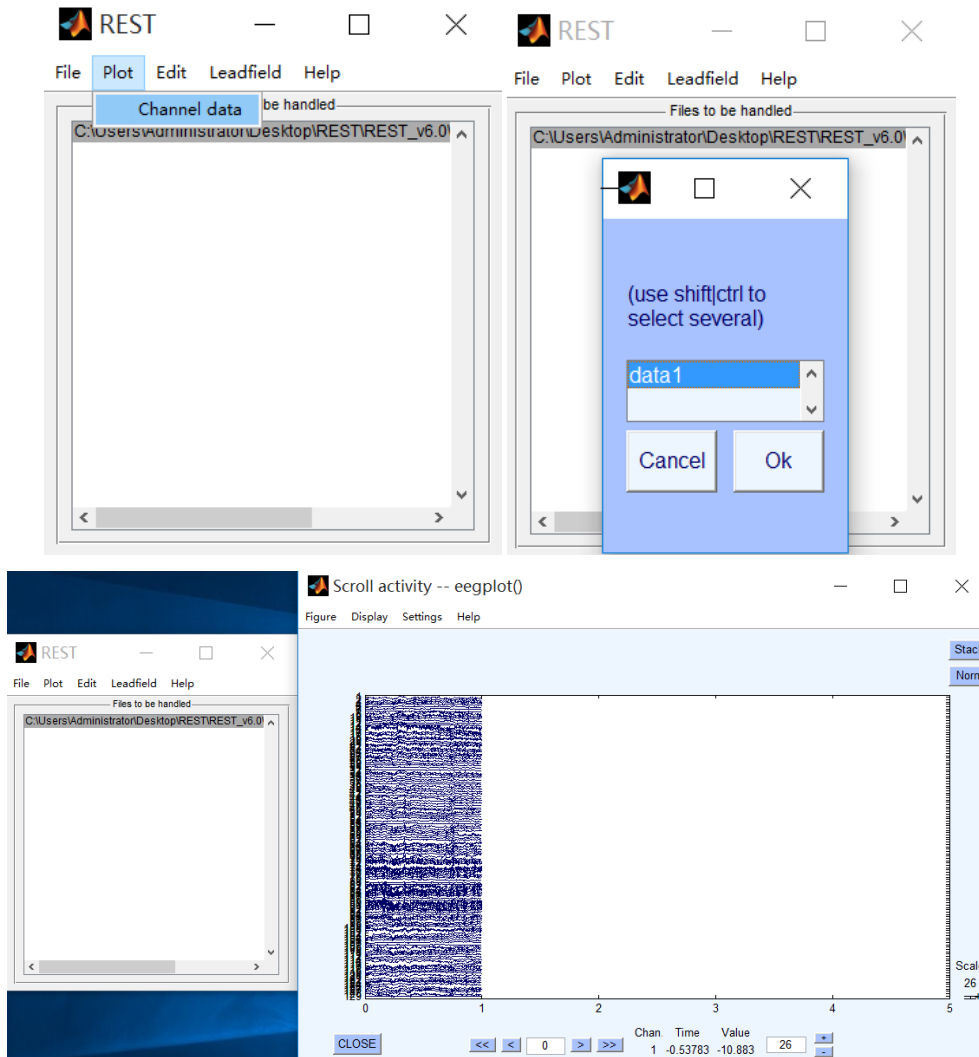 REST
File Plot Edit Leadfield Help
Channel data
be handled
C:\Users\Administrator\Desktop\REST\REST_v6.0\
REST
File Plot Edit Leadfield Help
Files to be handled
C:\Users\Administrator\Desktop\REST\REST_v6.0\
(use shift|ctrl to
select several)
data1
Cancel Ok
REST
File Plot Edit Leadfield Help
Files to be handled
C:\Users\Administrator\Desktop\REST\REST_v6.0\
Scroll activity -- eegplot()
Figure Display Settings Help
Stac
Norn
0 1 2 3 4 5
Scal
26
CLOSE
<< < 0 > >>
Chan. Time Value
1 -0.53783 -10.883
26
+
-